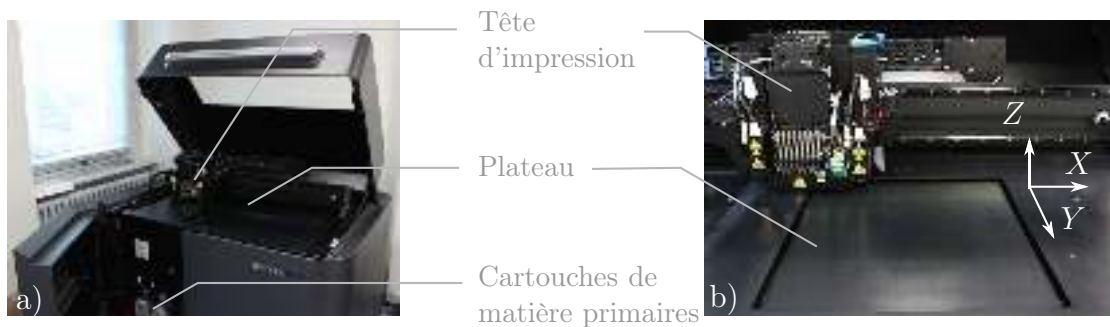 Tête
d'impression
Plateau
Cartouches de
matière primaires
a)
b)
Z
X
Y